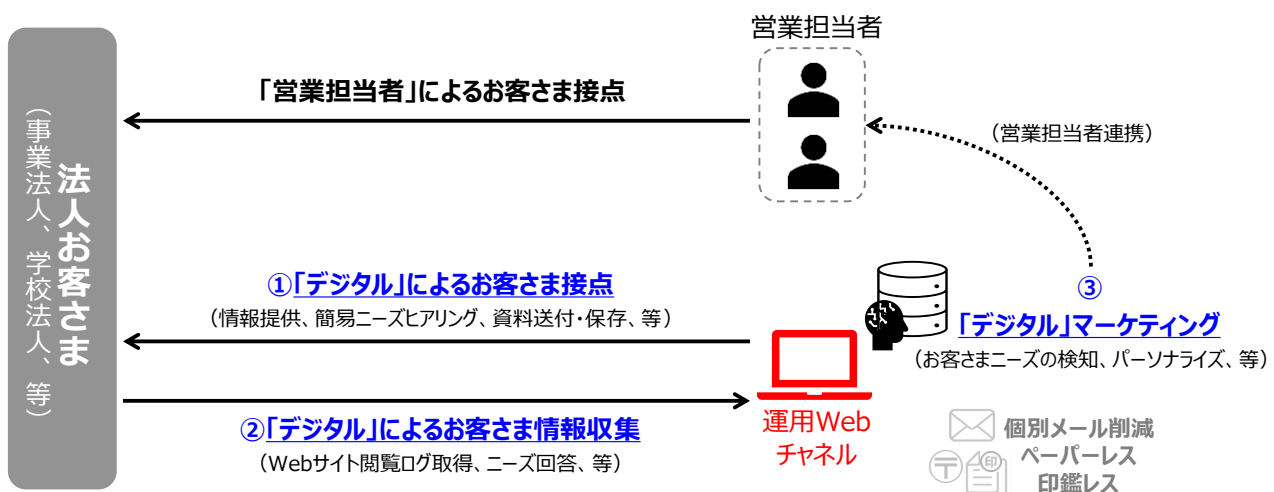 営業担当者
法人お客さま
（事業法人、学校法人、等）
「営業担当者」によるお客さま接点
（営業担当者連携）
①「デジタル」によるお客さま接点
（情報提供、簡易ニーズヒアリング、資料送付・保存、等）
③
「デジタル」マーケティング
（お客さまニーズの検知、パーソナライズ、等）
②「デジタル」によるお客さま情報収集
（Webサイト閲覧ログ取得、ニーズ回答、等）
運用Web
チャネル
個別メール削減
ペーパーレス
印鑑レス
〒
印